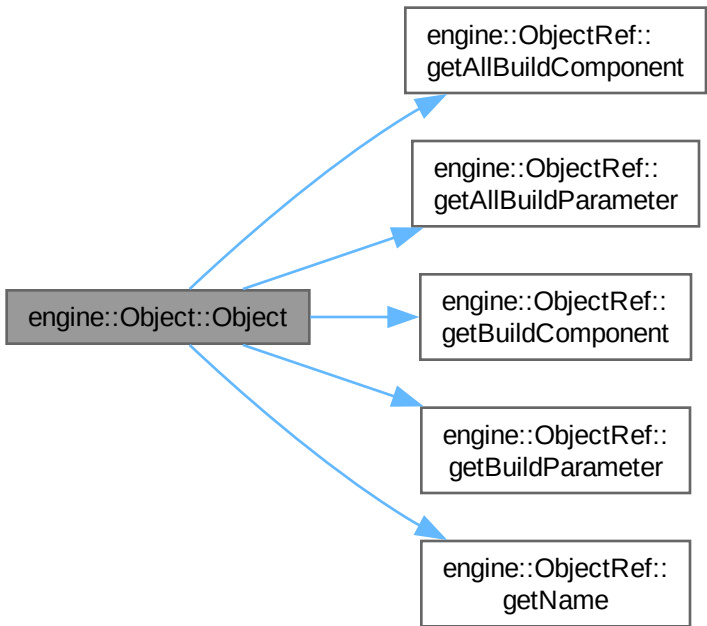 engine::ObjectRef::
getAllBuildComponent
engine::ObjectRef::
getAllBuildParameter
engine::Object::Object
engine::ObjectRef::
getBuildComponent
engine::ObjectRef::
getBuildParameter
engine::ObjectRef::
getName